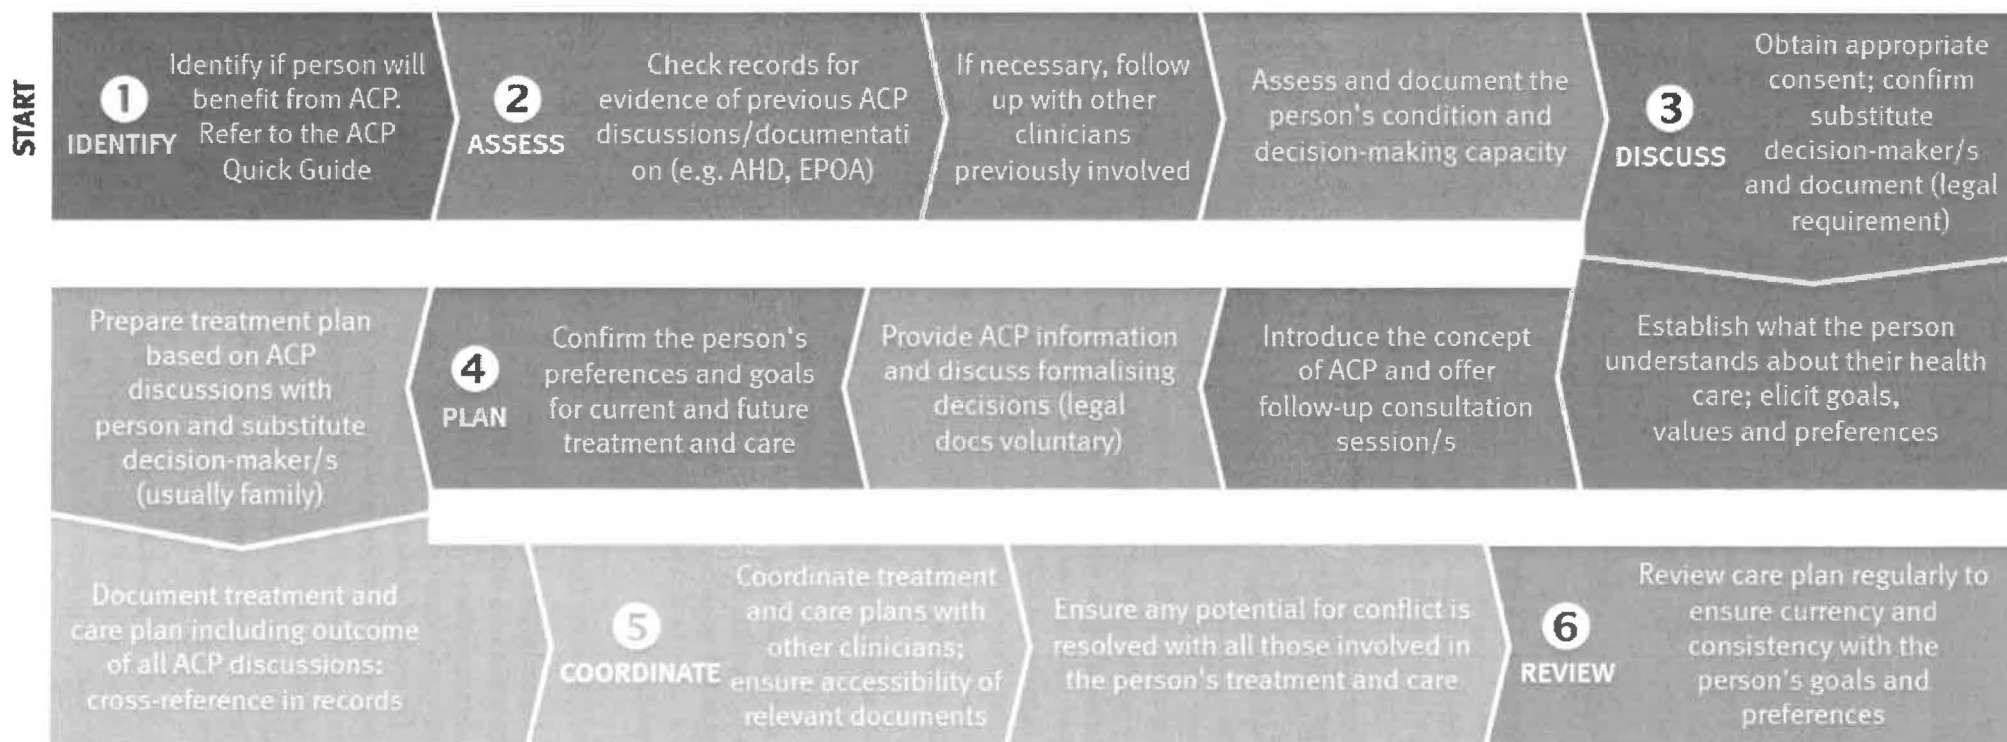 START
1
IDENTIFY
Identify if person will
benefit from ACP.
Refer to the ACP
Quick Guide
2
ASSESS
Check records for
evidence of previous ACP
discussions/documentati
on (e.g. AHD, EPOA)
If necessary, follow
up with other
clinicians
previously involved
Assess and document the
person's condition and
decision-making capacity
3
DISCUSS
Obtain appropriate
consent; confirm
substitute
decision-maker/s
and document (legal
requirement)
Establish what the person
understands about their health
care; elicit goals,
values and preferences
Introduce the concept
of ACP and offer
follow-up consultation
session/s
Provide ACP information
and discuss formalising
decisions (legal
docs voluntary)
4
PLAN
Confirm the person's
preferences and goals
for current and future
treatment and care
Prepare treatment plan
based on ACP
discussions with
person and substitute
decision-maker/s
(usually family)
Document treatment and
care plan including outcome
of all ACP discussions:
cross-reference in records
5
COORDINATE
Coordinate treatment
and care plans with
other clinicians;
ensure accessibility of
relevant documents
Ensure any potential for conflict is
resolved with all those involved in
the person's treatment and care
6
REVIEW
Review care plan regularly to
ensure currency and
consistency with the
person's goals and
preferences